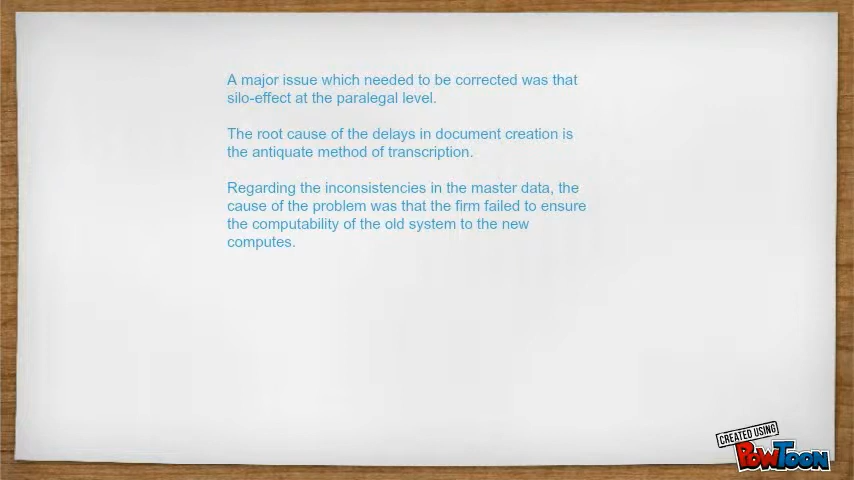 A major issue which needed to be corrected was that
silo-effect at the paralegal level.
The root cause of the delays in document creation is
the antiquate method of transcription.
Regarding the inconsistencies in the master data, the
cause of the problem was that the firm failed to ensure
the computability of the old system to the new
computes.
CREATED USING
POWTOON